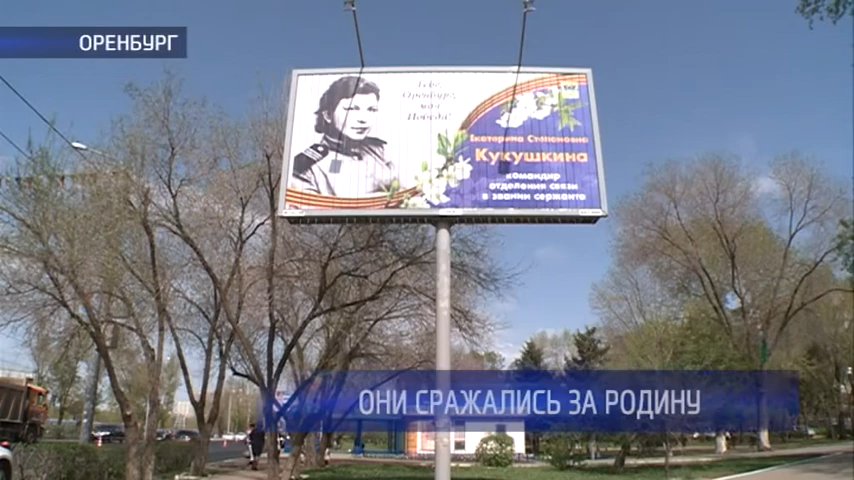 ОРЕНБУРГ
Тебе,
Оренбург,
моя
Победа!
Екатерина Степановна
Кукушкина
командир
отделения связи
в звании сержанта
ОНИ СРАЖАЛИСЬ ЗА РОДИНУ